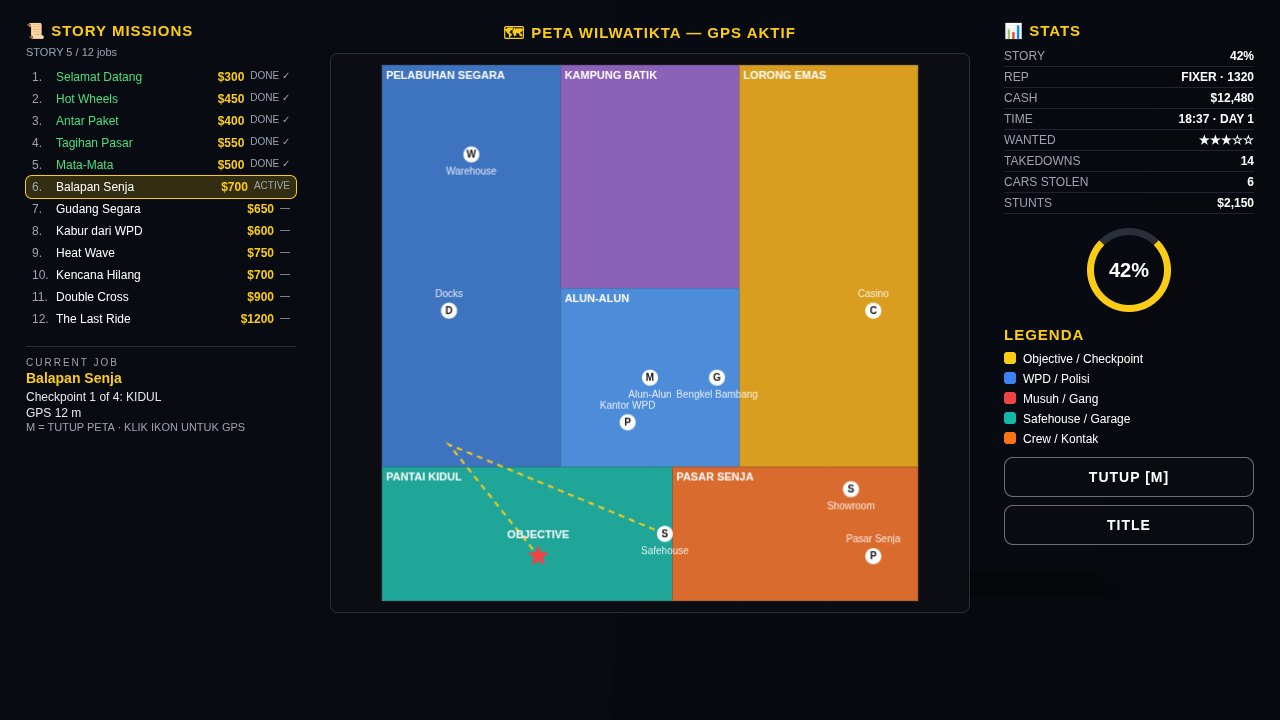 📜 STORY MISSIONS
STORY 5 / 12 jobs
1. Selamat Datang $300 DONE ✓
2. Hot Wheels $450 DONE ✓
3. Antar Paket $400 DONE ✓
4. Tagihan Pasar $550 DONE ✓
5. Mata-Mata $500 DONE ✓
6. Balapan Senja $700 ACTIVE
7. Gudang Segara $650 —
8. Kabur dari WPD $600 —
9. Heat Wave $750 —
10. Kencana Hilang $700 —
11. Double Cross $900 —
12. The Last Ride $1200 —
CURRENT JOB
Balapan Senja
Checkpoint 1 of 4: KIDUL
GPS 12 m
M = TUTUP PETA · KLIK IKON UNTUK GPS
🗺 PETA WILWATIKTA — GPS AKTIF
PELABUHAN SEGARA
KAMPUNG BATIK
LORONG EMAS
W
Warehouse
Docks
D
Casino
C
ALUN-ALUN
M
Alun-Alun
G
Bengkel Bambang
Kantor WPD
P
PANTAI KIDUL
PASAR SENJA
S
Showroom
OBJECTIVE
S
Safehouse
Pasar Senja
P
📊 STATS
STORY 42%
REP FIXER · 1320
CASH $12,480
TIME 18:37 · DAY 1
WANTED ★★★☆☆
TAKEDOWNS 14
CARS STOLEN 6
STUNTS $2,150
42%
LEGENDA
Objective / Checkpoint
WPD / Polisi
Musuh / Gang
Safehouse / Garage
Crew / Kontak
TUTUP [M]
TITLE